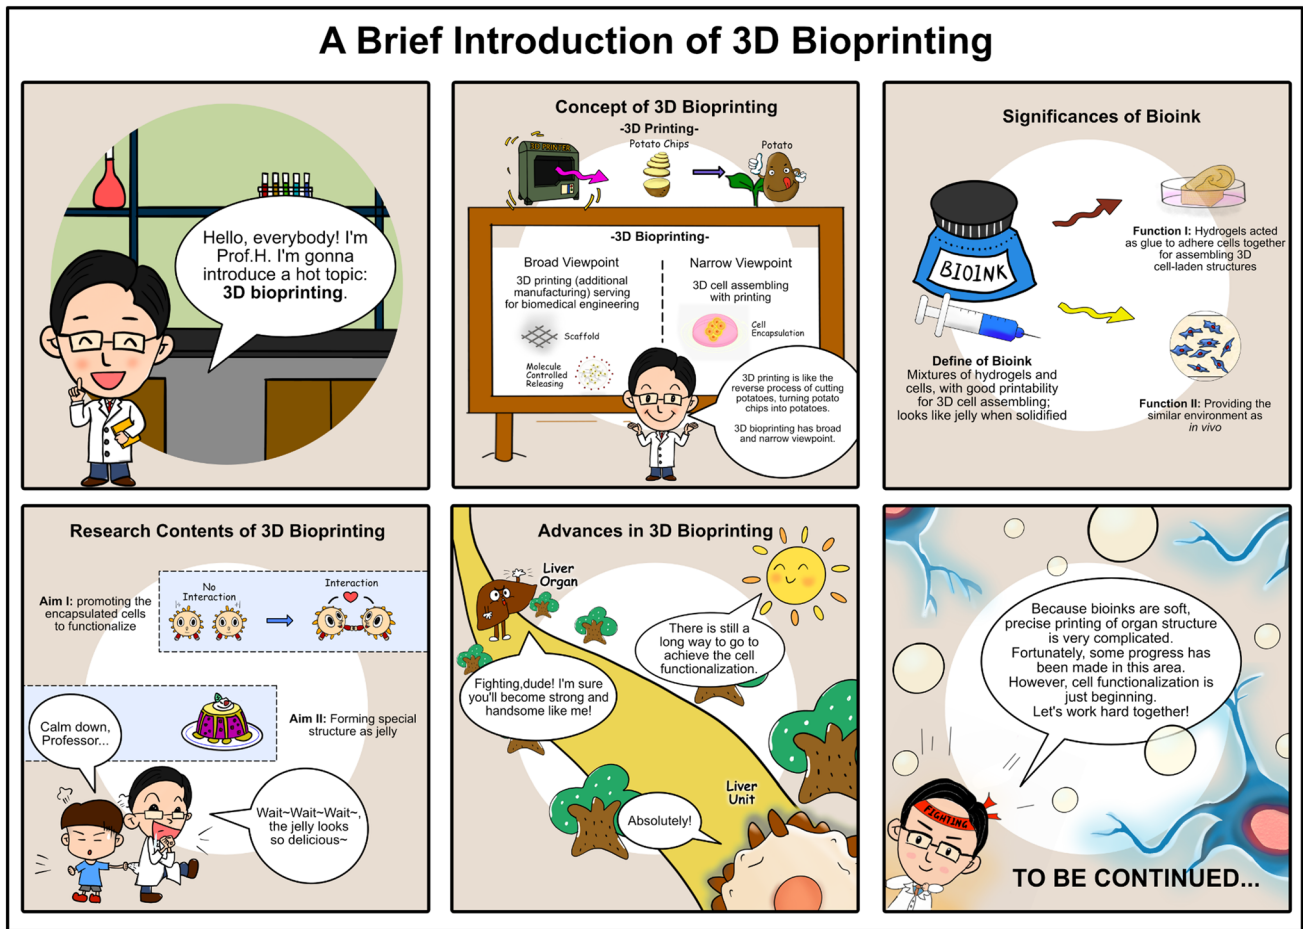 A Brief Introduction of 3D Bioprinting
Hello, everybody! I'm
Prof.H. I'm gonna
introduce a hot topic:
3D bioprinting.
Concept of 3D Bioprinting
-3D Printing-
3D PRINTER
Potato Chips
Potato
-3D Bioprinting-
Broad Viewpoint
3D printing (additional
manufacturing) serving
for biomedical engineering
Scaffold
Molecule
Controlled
Releasing
Narrow Viewpoint
3D cell assembling
with printing
Cell
Encapsulation
3D printing is like the
reverse process of cutting
potatoes, turning potato
chips into potatoes.
3D bioprinting has broad
and narrow viewpoint.
Significances of Bioink
BIOINK
Define of Bioink
Mixtures of hydrogels and
cells, with good printability
for 3D cell assembling;
looks like jelly when solidified
Function I: Hydrogels acted
as glue to adhere cells together
for assembling 3D
cell-laden structures
Function II: Providing the
similar environment as
in vivo
Research Contents of 3D Bioprinting
Aim I: promoting the
encapsulated cells
to functionalize
No
Interaction
Interaction
Aim II: Forming special
structure as jelly
Calm down,
Professor...
Wait~Wait~Wait~,
the jelly looks
so delicious~
Advances in 3D Bioprinting
Liver
Organ
There is still a
long way to go to
achieve the cell
functionalization.
Fighting,dude! I'm sure
you'll become strong and
handsome like me!
Liver
Unit
Absolutely!
Because bioinks are soft,
precise printing of organ structure
is very complicated.
Fortunately, some progress has
been made in this area.
However, cell functionalization is
just beginning.
Let's work hard together!
FIGHTING
TO BE CONTINUED...